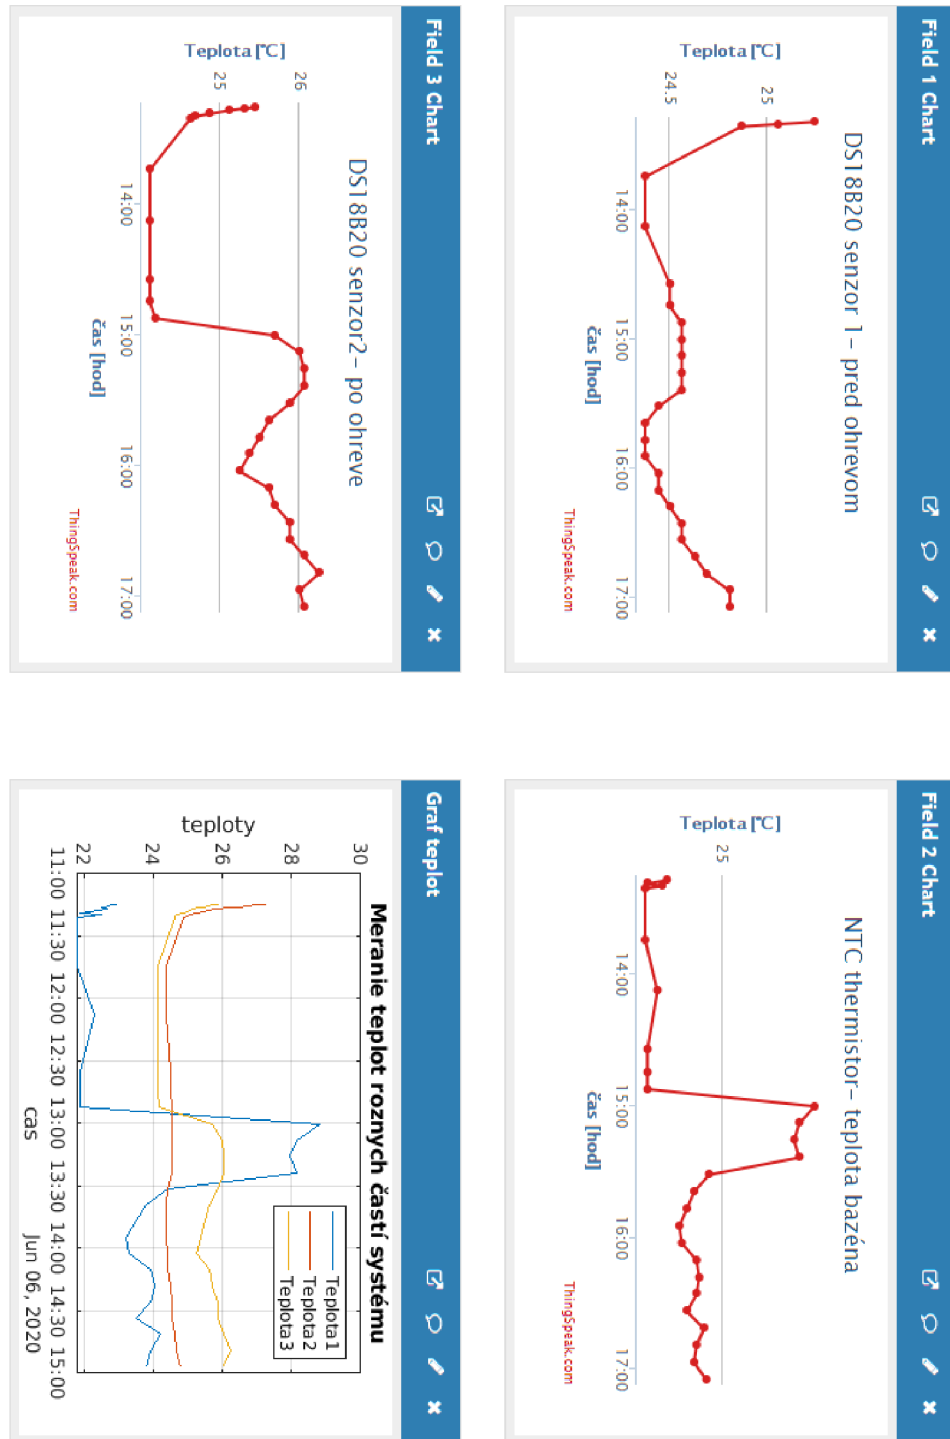 Field 1 Chart
DS18B20 senzor 1 – pred ohrevom
Teplota [°C]
25
24.5
14:00
15:00
16:00
17:00
čas [hod]
ThingSpeak.com
Field 2 Chart
NTC thermistor – teplota bazéna
Teplota [°C]
25
14:00
15:00
16:00
17:00
čas [hod]
ThingSpeak.com
Field 3 Chart
DS18B20 senzor2 – po ohreve
Teplota [°C]
26
25
14:00
15:00
16:00
17:00
čas [hod]
ThingSpeak.com
Graf teplot
Meranie teplot roznych častí systému
teploty
30
28
26
24
22
Teplota1
Teplota2
Teplota3
11:00 11:30 12:00 12:30 13:00 13:30 14:00 14:30 15:00
cas
Jun 06, 2020